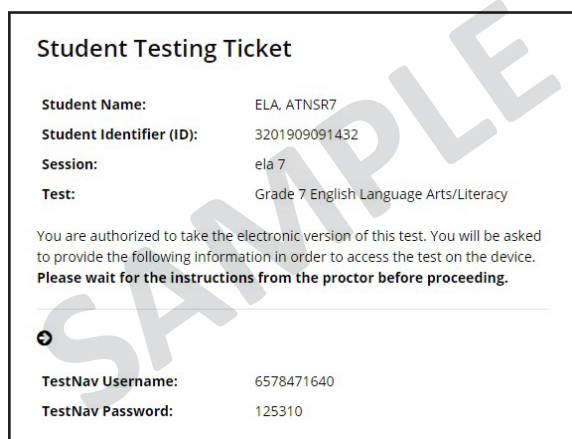 Student Testing Ticket
Student Name: ELA, ATNSR7
Student Identifier (ID): 3201909091432
Session: ela 7
Test: Grade 7 English Language Arts/Literacy
You are authorized to take the electronic version of this test. You will be asked
to provide the following information in order to access the test on the device.
Please wait for the instructions from the proctor before proceeding.
TestNav Username: 6578471640
TestNav Password: 125310
SAMPLE